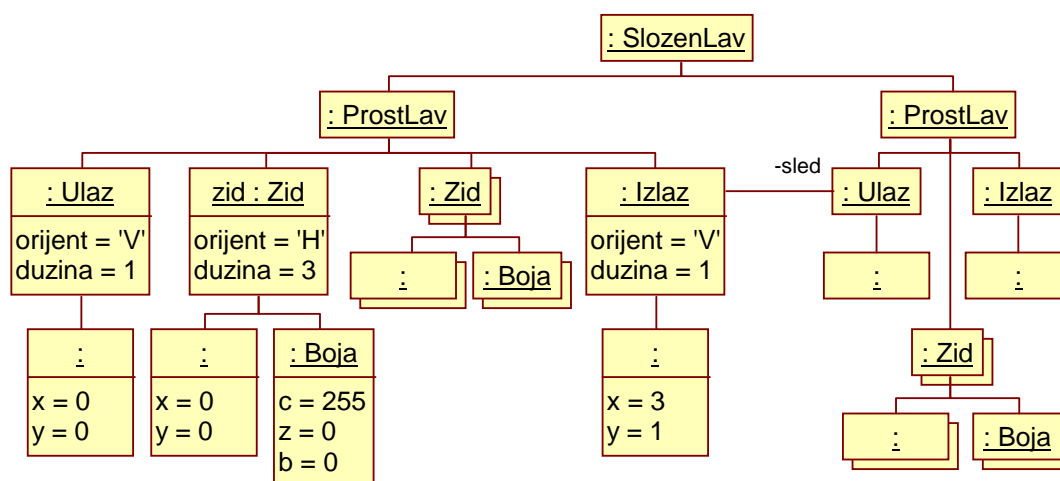 : SlozenLav
: ProstLav
: ProstLav
: Ulaz
orijent = 'V'
duzina = 1
zid : Zid
orijent = 'H'
duzina = 3
: Zid
: Izlaz
orijent = 'V'
duzina = 1
-sled
: Ulaz
: Izlaz
:
: Boja
:
:
:
x = 0
y = 0
:
x = 0
y = 0
: Boja
c = 255
z = 0
b = 0
:
x = 3
y = 1
: Zid
:
: Boja